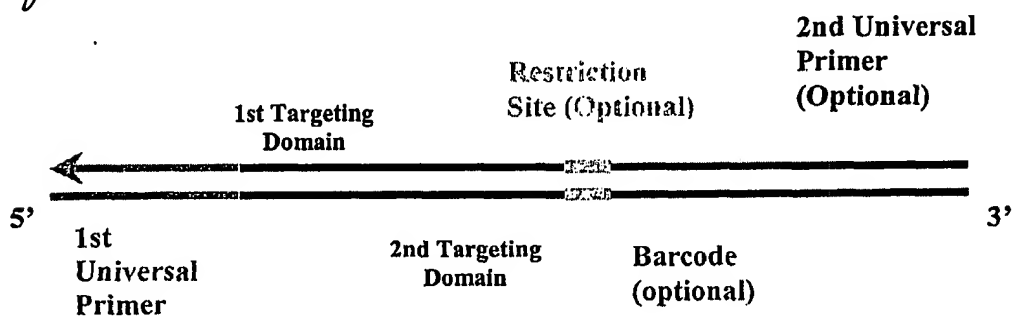 2nd Universal
Primer
(Optional)
Restriction
Site (Optional)
1st Targeting
Domain
5’
3’
1st
Universal
Primer
2nd Targeting
Domain
Barcode
(optional)